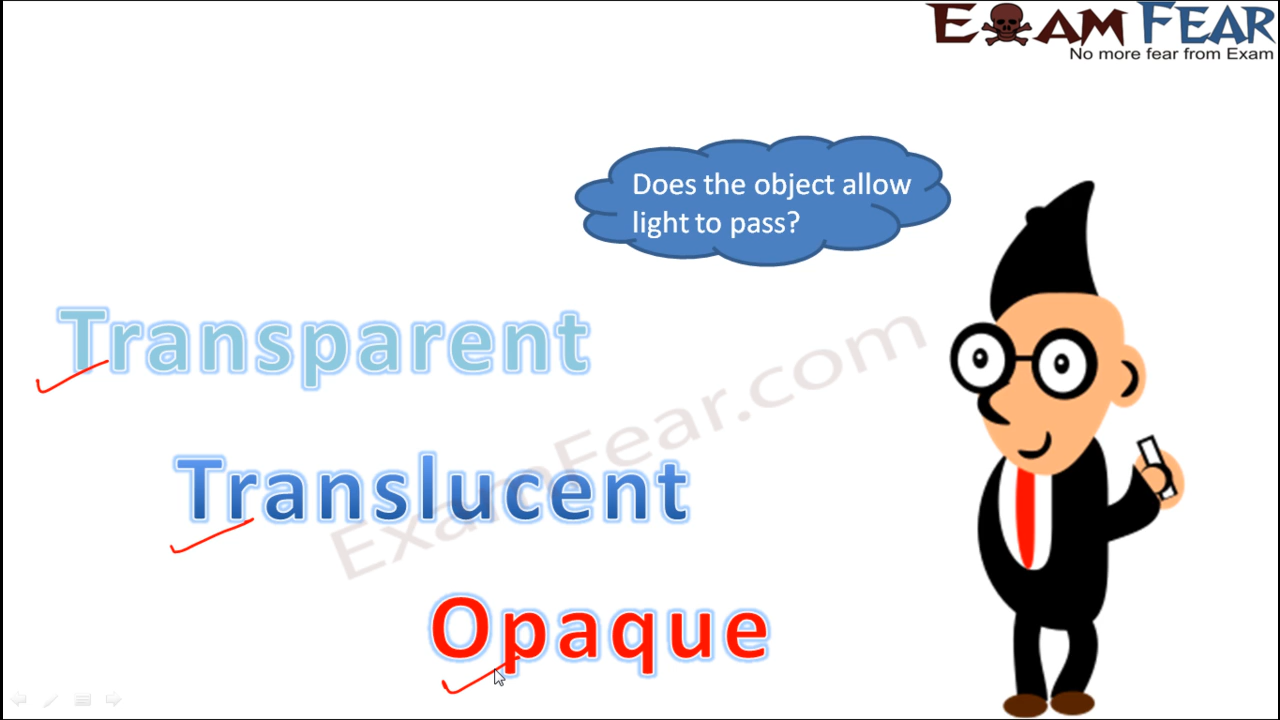 EXAM FEAR
No more fear from Exam
Does the object allow
light to pass?
Transparent
Translucent
Opaque
ExamFear.com